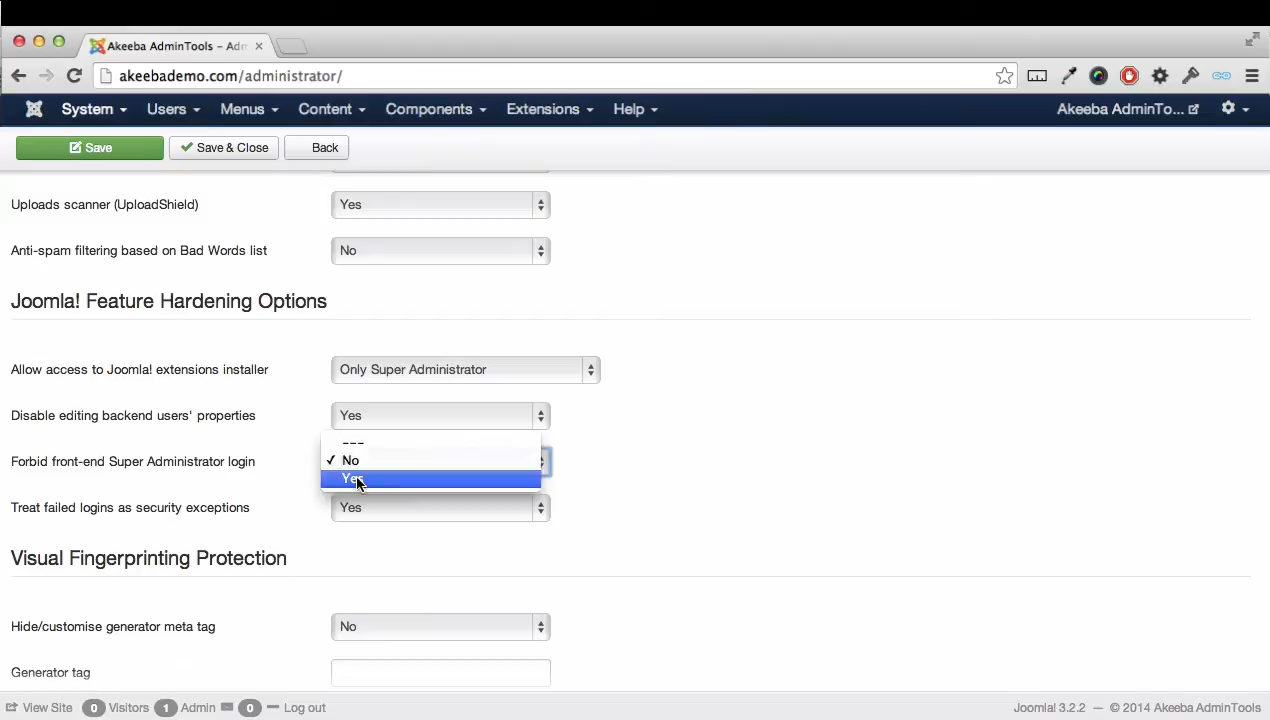 Akeeba AdminTools – Adm
akeebademo.com/administrator/
System Users Menus Content Components Extensions Help Akeeba AdminTo...
Save Save & Close Back
Uploads scanner (UploadShield) Yes
Anti-spam filtering based on Bad Words list No
Joomla! Feature Hardening Options
Allow access to Joomla! extensions installer Only Super Administrator
Disable editing backend users' properties Yes
---
Forbid front-end Super Administrator login No
Yes
Treat failed logins as security exceptions Yes
Visual Fingerprinting Protection
Hide/customise generator meta tag No
Generator tag
View Site 0 Visitors 1 Admin 0 Log out Joomla! 3.2.2 — © 2014 Akeeba AdminTools